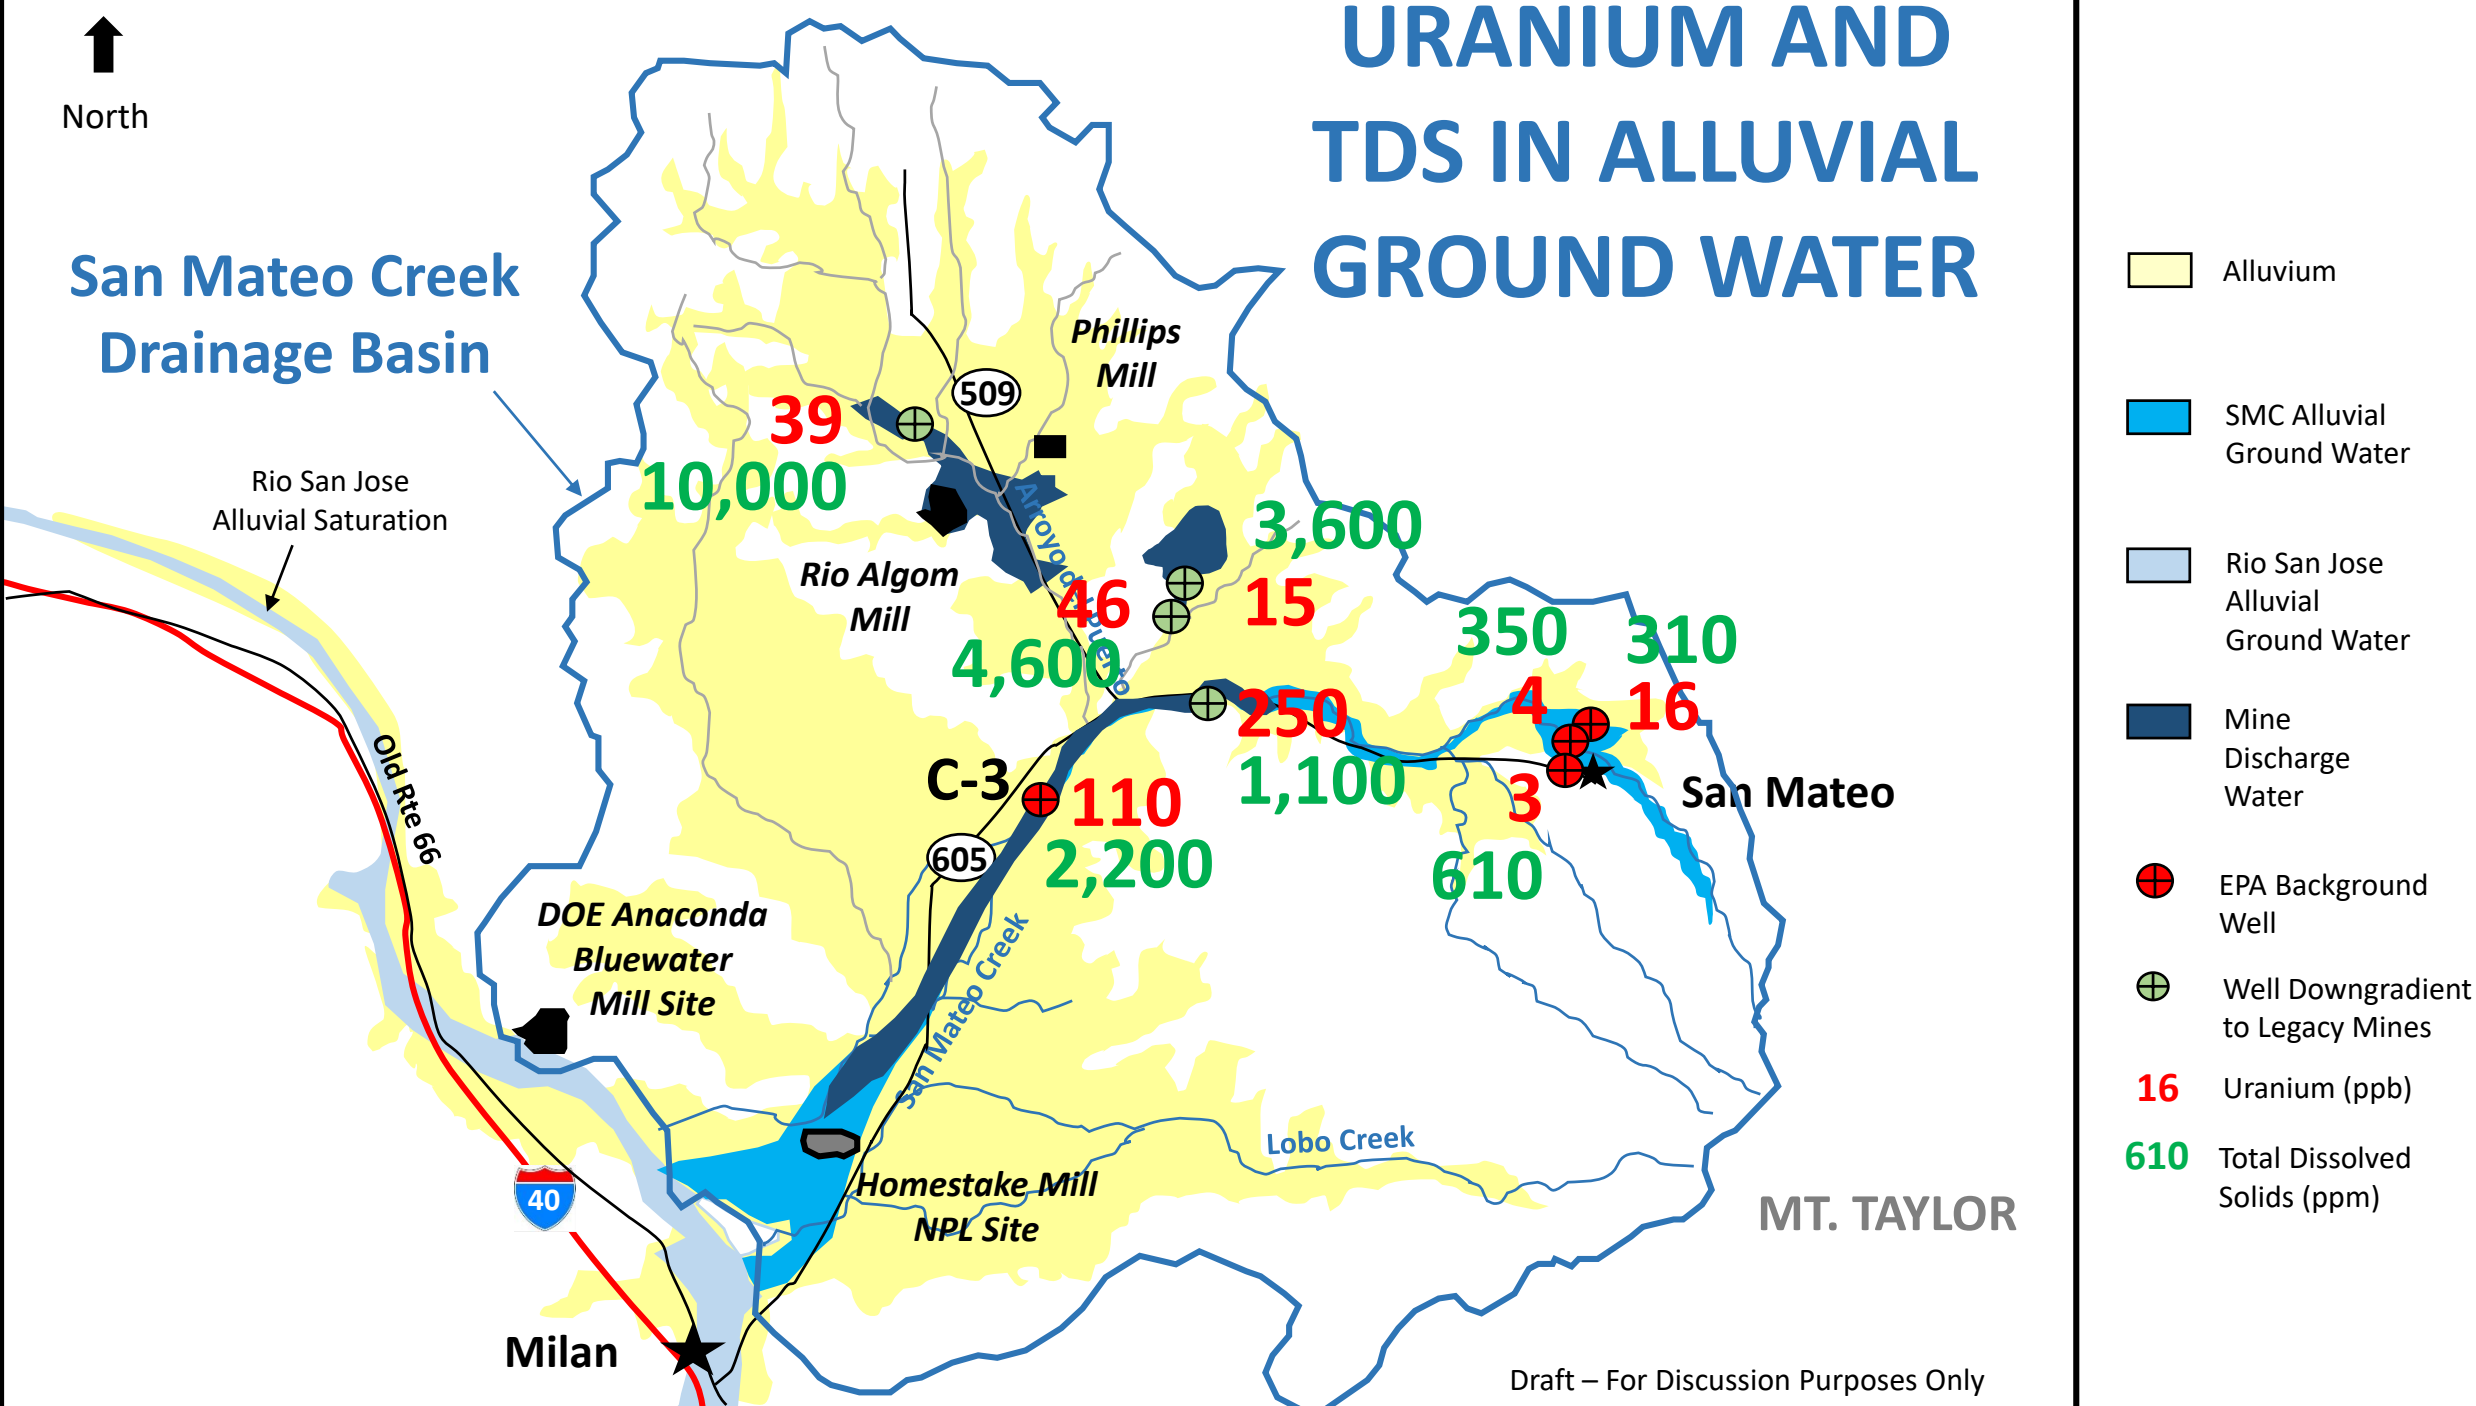 URANIUM AND
TDS IN ALLUVIAL
GROUND WATER
North
San Mateo Creek
Drainage Basin
Rio San Jose
Alluvial Saturation
Phillips
Mill
509
39
10,000
Arroyo del Puerto
Rio Algom
Mill
3,600
15
46
4,600
350
310
4
16
250
1,100
C-3
110
2,200
3
610
San Mateo
Old Rte 66
605
DOE Anaconda
Bluewater
Mill Site
San Mateo Creek
Lobo Creek
40
Homestake Mill
NPL Site
MT. TAYLOR
Milan
Draft – For Discussion Purposes Only
Alluvium
SMC Alluvial
Ground Water
Rio San Jose
Alluvial
Ground Water
Mine
Discharge
Water
EPA Background
Well
Well Downgradient
to Legacy Mines
16 Uranium (ppb)
610 Total Dissolved
Solids (ppm)